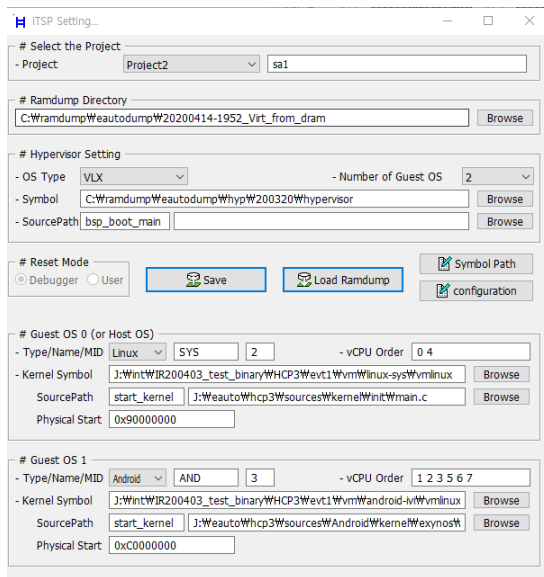 iTSP Setting...
# Select the Project
- Project Project2 sa1
# Ramdump Directory
C:₩ramdump₩eautodump₩20200414-1952_Virt_from_dram Browse
# Hypervisor Setting
- OS Type VLX - Number of Guest OS 2
- Symbol C:₩ramdump₩eautodump₩hyp₩200320₩hypervisor Browse
- SourcePath bsp_boot_main Browse
# Reset Mode
Debugger User Save Load Ramdump Symbol Path
configuration
# Guest OS 0 (or Host OS)
- Type/Name/MID Linux SYS 2 - vCPU Order 0 4
- Kernel Symbol J:₩int₩IR200403_test_binary₩HCP3₩evt1₩vm₩linux-sys₩vmlinux Browse
SourcePath start_kernel J:₩eauto₩hcp3₩sources₩kernel₩init₩main.c Browse
Physical Start 0x90000000
# Guest OS 1
- Type/Name/MID Android AND 3 - vCPU Order 1 2 3 5 6 7
- Kernel Symbol J:₩int₩IR200403_test_binary₩HCP3₩evt1₩vm₩android-ivi₩vmlinux Browse
SourcePath start_kernel J:₩eauto₩hcp3₩sources₩Android₩kernel₩exynos₩ Browse
Physical Start 0xC0000000